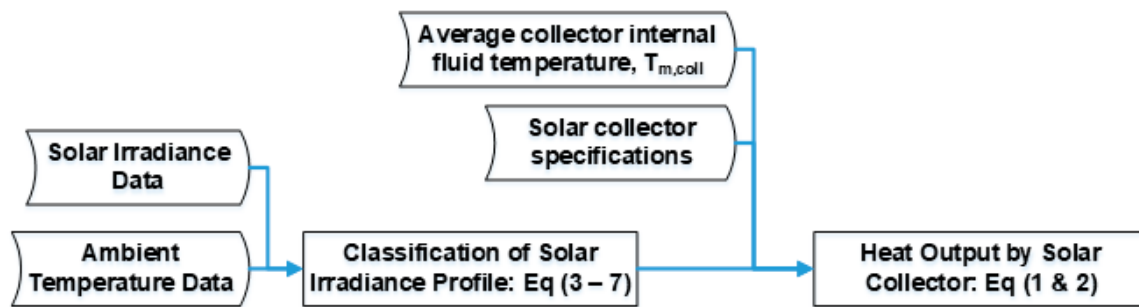 Average collector internal
fluid temperature, Tm,coll
Solar collector
specifications
Solar Irradiance
Data
Ambient
Temperature Data
Classification of Solar
Irradiance Profile: Eq (3 – 7)
Heat Output by Solar
Collector: Eq (1 & 2)